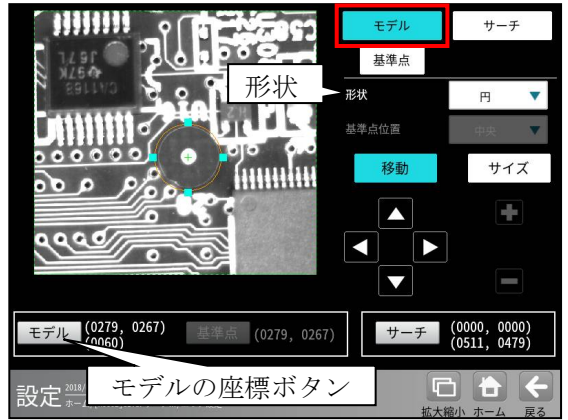 モデル
サーチ
基準点
形状
形状
円
基準点位置
中央
移動
サイズ
モデル
(0279, 0267)
(0060)
基準点
(0279, 0267)
サーチ
(0000, 0000)
(0511, 0479)
モデルの座標ボタン
設定
2018/
拡大縮小
ホーム
戻る